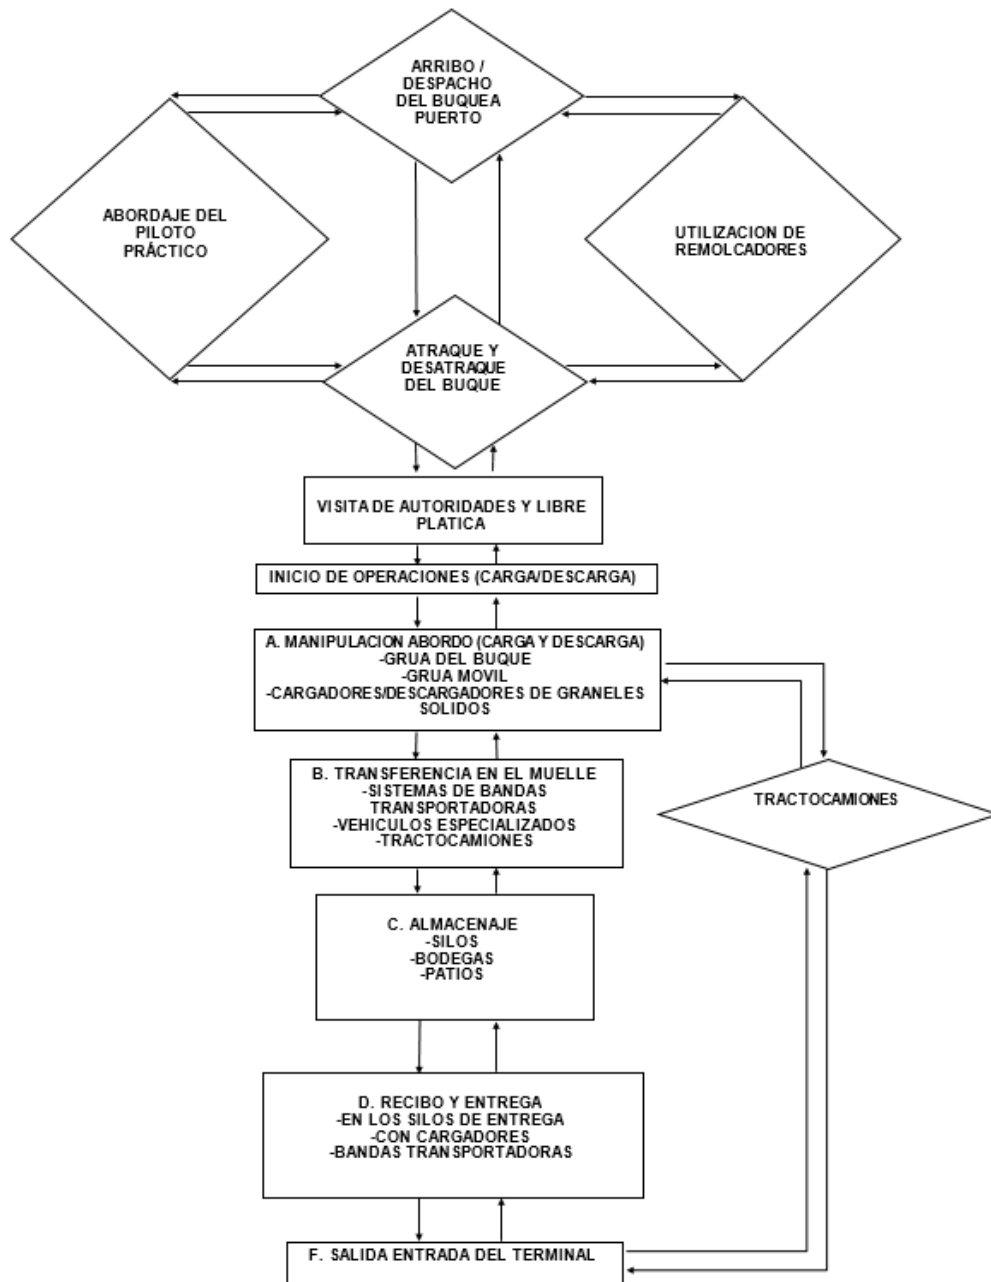 ARRIBO /
DESPACHO
DEL BUQUEA
PUERTO
ABORDAJE DEL
PILOTO
PRÁCTICO
UTILIZACION DE
REMOLCADORES
ATRAQUE Y
DESATRAQUE
DEL BUQUE
VISITA DE AUTORIDADES Y LIBRE
PLATICA
INICIO DE OPERACIONES (CARGA/DESCARGA)
A. MANIPULACION ABORDO (CARGA Y DESCARGA)
-GRUA DEL BUQUE
-GRUA MOVIL
-CARGADORES/DESCARGADORES DE GRANELES
SOLIDOS
B. TRANSFERENCIA EN EL MUELLE
-SISTEMAS DE BANDAS
TRANSPORTADORAS
-VEHICULOS ESPECIALIZADOS
-TRACTOCAMIONES
TRACTOCAMIONES
C. ALMACENAJE
-SILOS
-BODEGAS
-PATIOS
D. RECIBO Y ENTREGA
-EN LOS SILOS DE ENTREGA
-CON CARGADORES
-BANDAS TRANSPORTADORAS
F. SALIDA ENTRADA DEL TERMINAL